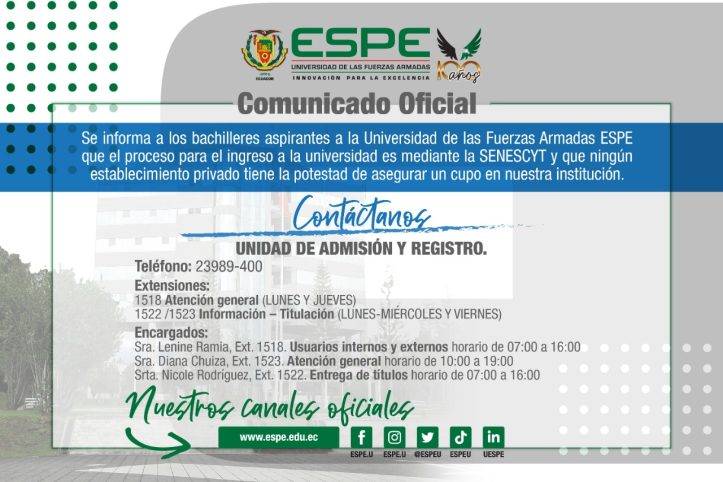 ESPE
UNIVERSIDAD DE LAS FUERZAS ARMADAS
INNOVACIÓN PARA LA EXCELENCIA
100 años
ESPE
ECUADOR
Comunicado Oficial
Se informa a los bachilleres aspirantes a la Universidad de las Fuerzas Armadas ESPE
que el proceso para el ingreso a la universidad es mediante la SENESCYT y que ningún
establecimiento privado tiene la potestad de asegurar un cupo en nuestra institución.
Contáctanos
UNIDAD DE ADMISIÓN Y REGISTRO.
Teléfono: 23989-400
Extensiones:
1518 Atención general (LUNES Y JUEVES)
1522 /1523 Información – Titulación (LUNES-MIÉRCOLES Y VIERNES)
Encargados:
Sra. Lenine Ramia, Ext. 1518. Usuarios internos y externos horario de 07:00 a 16:00
Sra. Diana Chuiza, Ext. 1523. Atención general horario de 10:00 a 19:00
Srta. Nicole Rodríguez, Ext. 1522. Entrega de títulos horario de 07:00 a 16:00
Nuestros canales oficiales
www.espe.edu.ec
ESPE.U ESPE.U @ESPEU ESPEU UESPE